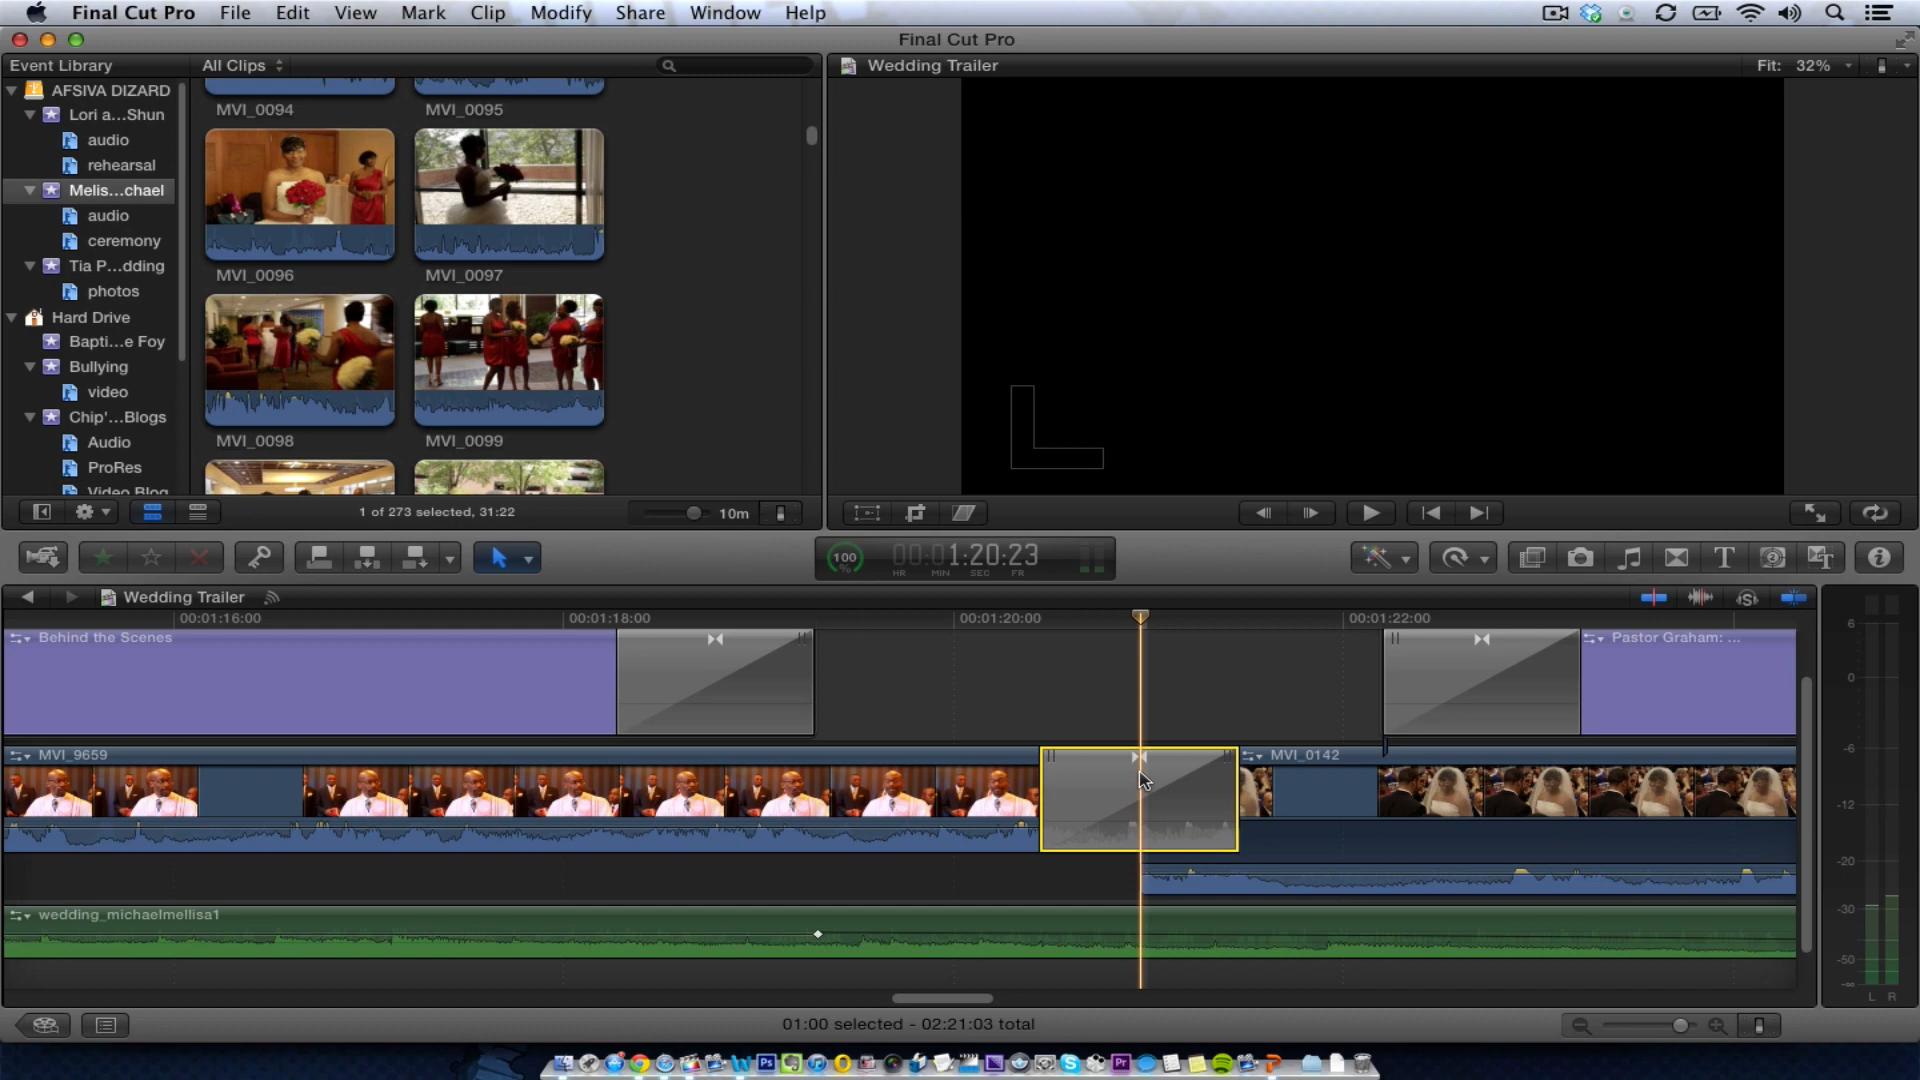 Final Cut Pro File Edit View Mark Clip Modify Share Window Help
Final Cut Pro
Event Library All Clips Wedding Trailer Fit: 32%
AFSIVA DIZARD
Lori a...Shun
audio
rehearsal
Melis...chael
audio
ceremony
Tia P...dding
photos
Hard Drive
Bapti...e Foy
Bullying
video
Chip'...Blogs
Audio
ProRes
Video Blog
MVI_0094 MVI_0095
MVI_0096 MVI_0097
MVI_0098 MVI_0099
1 of 273 selected, 31:22 10m
100 % 00:01:20:23
HR MIN SEC FR
Wedding Trailer
00:01:16:00 00:01:18:00 00:01:20:00 00:01:22:00
Behind the Scenes Pastor Graham: ...
MVI_9659 MVI_0142
wedding_michaelmellisa1
6
0
-6
-12
-20
-30
-50
-∞
L R
01:00 selected - 02:21:03 total